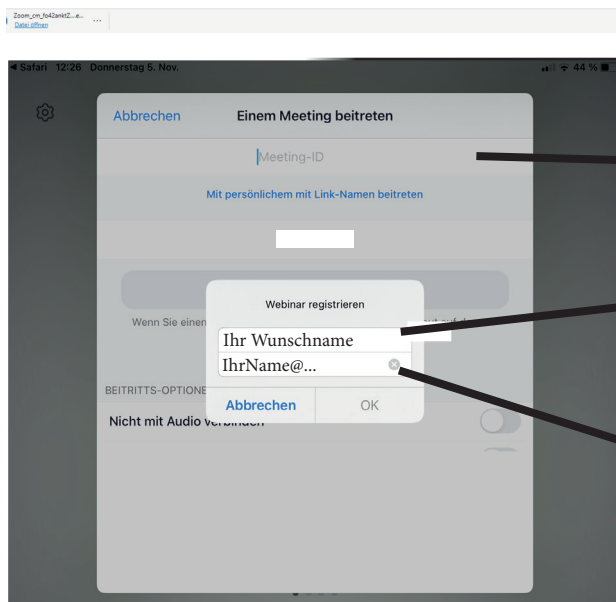 Zoom_cm_fo42anktZ....e...
Datei öffnen
...
Safari 12:26 Donnerstag 5. Nov.
44 %
Abbrechen Einem Meeting beitreten
Meeting-ID
Mit persönlichem mit Link-Namen beitreten
Webinar registrieren
Wenn Sie einen
Ihr Wunschname
IhrName@...
BEITRITTS-OPTIONE
Abbrechen OK
Nicht mit Audio verbinden